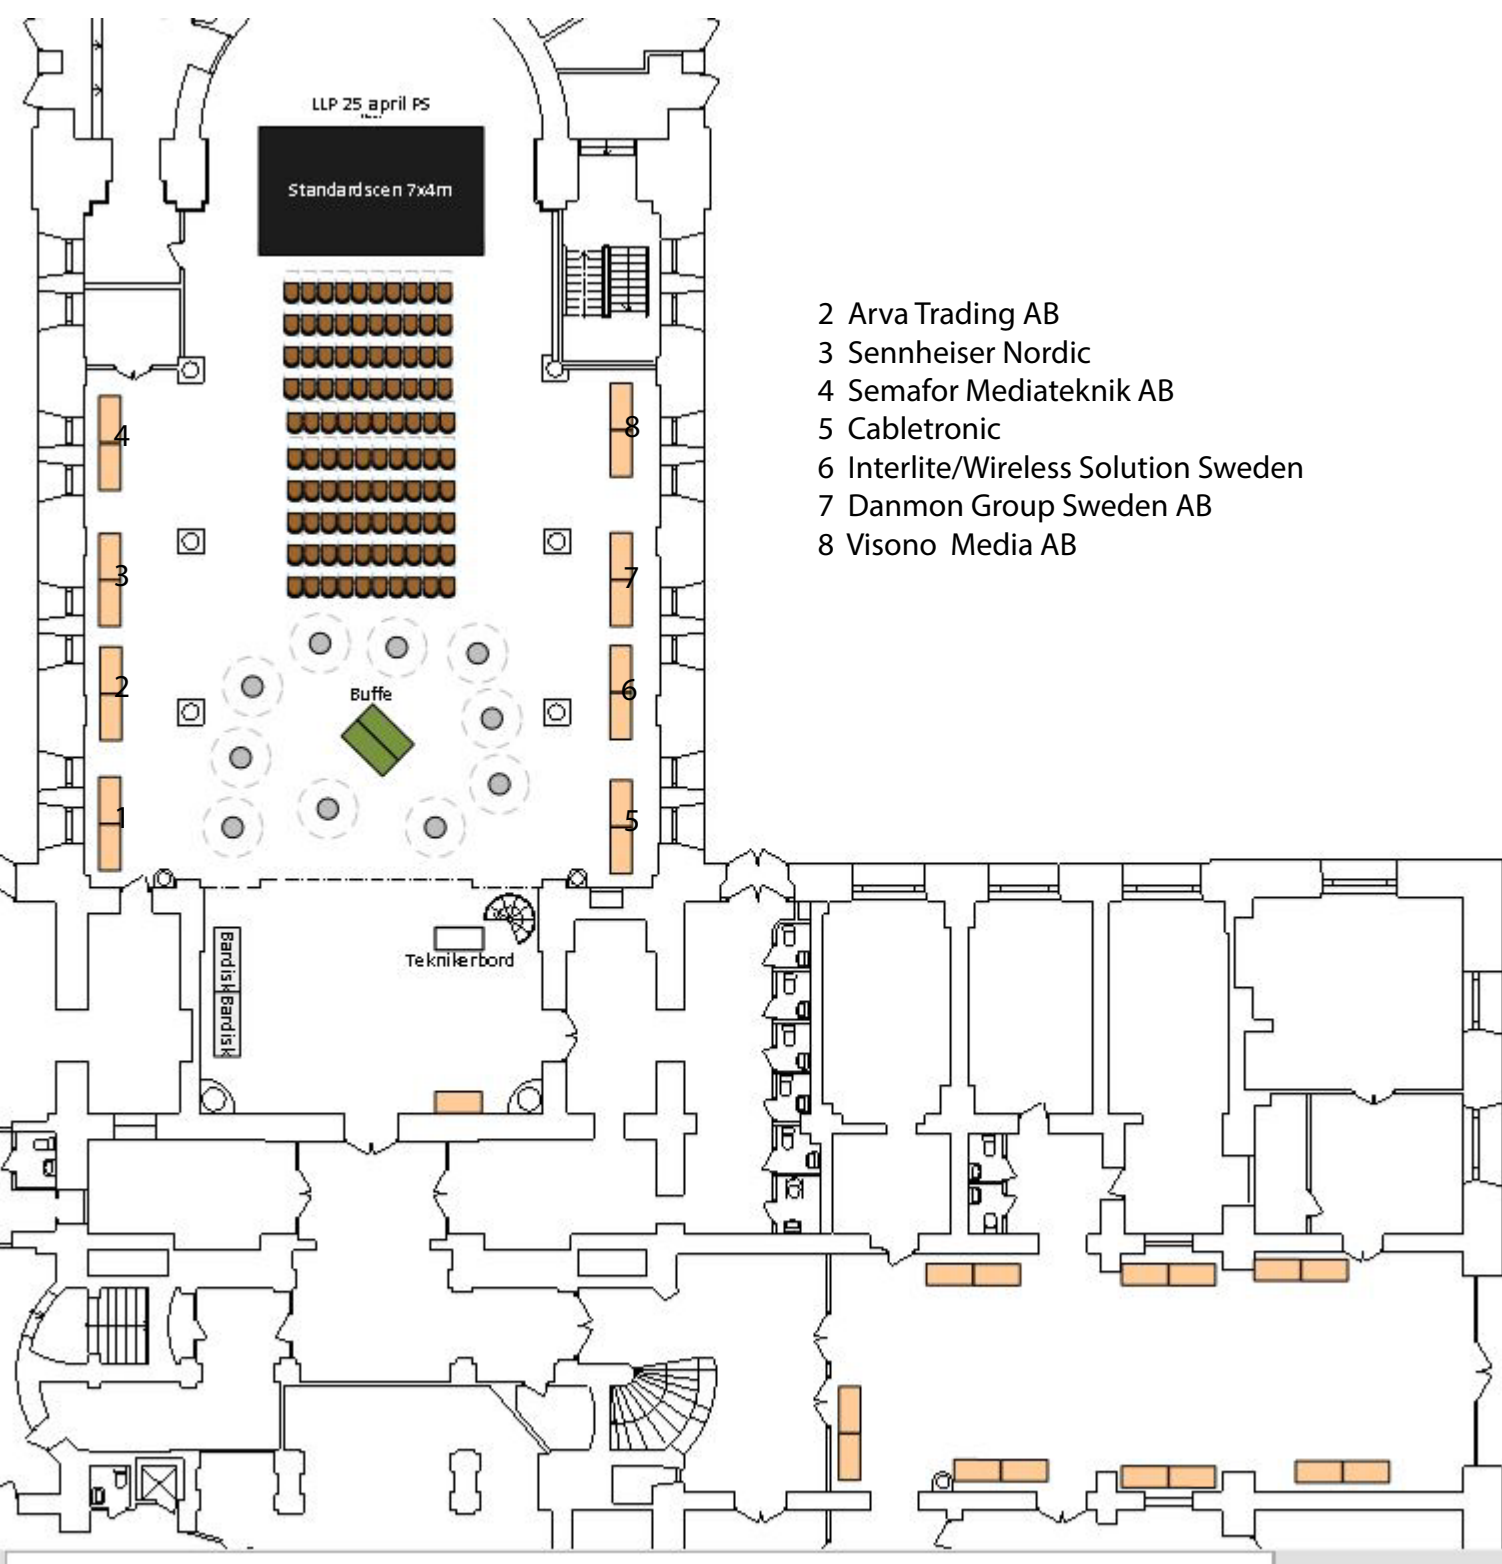 LLP 25 april PS
Standardscen 7x4m
2 Arva Trading AB
3 Sennheiser Nordic
4 Semafor Mediateknik AB
5 Cabletronic
6 Interlite/Wireless Solution Sweden
7 Danmon Group Sweden AB
8 Visono Media AB
4
8
3
7
2
6
Buffe
1
5
Bardisk
Bardisk
Teknikerbord